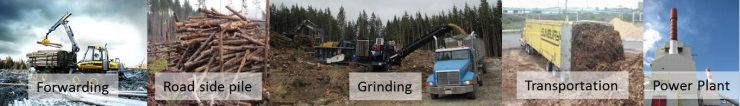 Forwarding
Road side pile
Grinding
Transportation
Power Plant